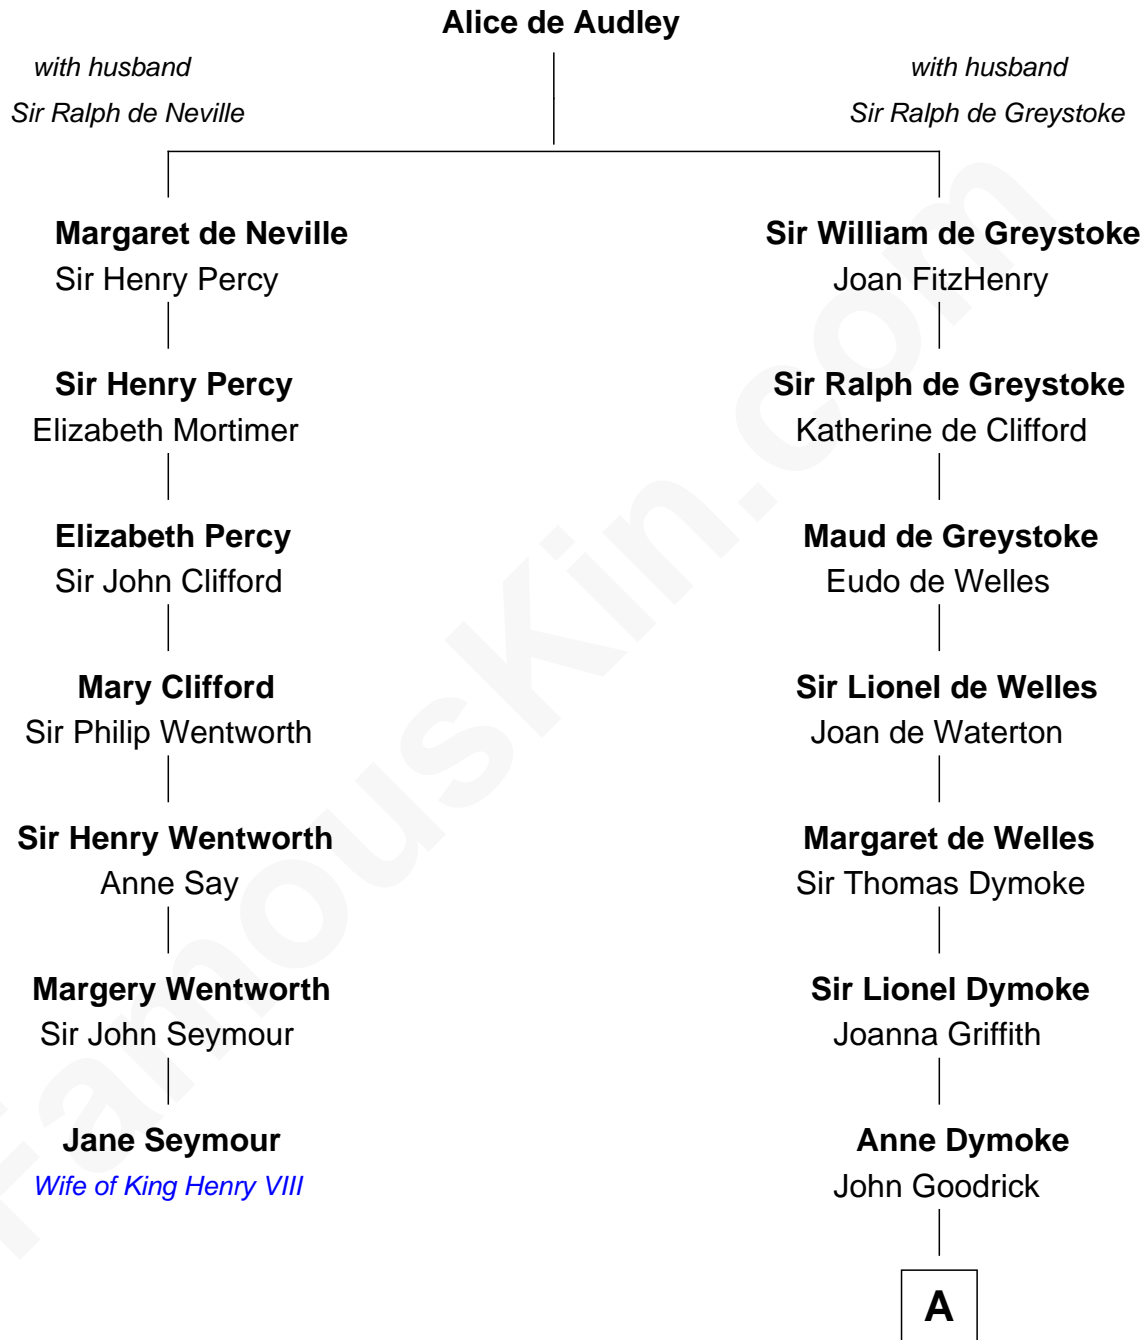 Alice de Audley
with husband
Sir Ralph de Neville
with husband
Sir Ralph de Greystoke
Margaret de Neville
Sir Henry Percy
Sir William de Greystoke
Joan FitzHenry
Sir Henry Percy
Elizabeth Mortimer
Sir Ralph de Greystoke
Katherine de Clifford
Elizabeth Percy
Sir John Clifford
Maud de Greystoke
Eudo de Welles
Mary Clifford
Sir Philip Wentworth
Sir Lionel de Welles
Joan de Waterton
Sir Henry Wentworth
Anne Say
Margaret de Welles
Sir Thomas Dymoke
Margery Wentworth
Sir John Seymour
Sir Lionel Dymoke
Joanna Griffith
Jane Seymour
Wife of King Henry VIII
Anne Dymoke
John Goodrick
A
FamousKin.com